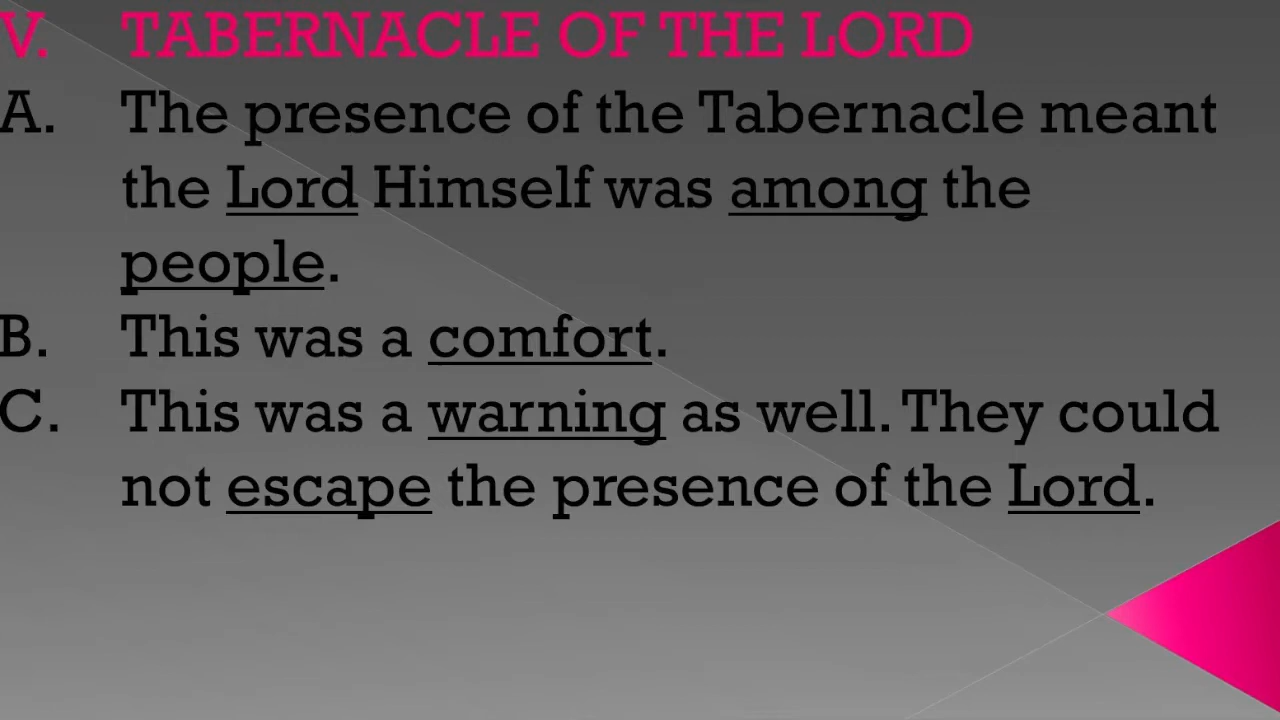 V. TABERNACLE OF THE LORD
A. The presence of the Tabernacle meant
the Lord Himself was among the
people.
B. This was a comfort.
C. This was a warning as well. They could
not escape the presence of the Lord.